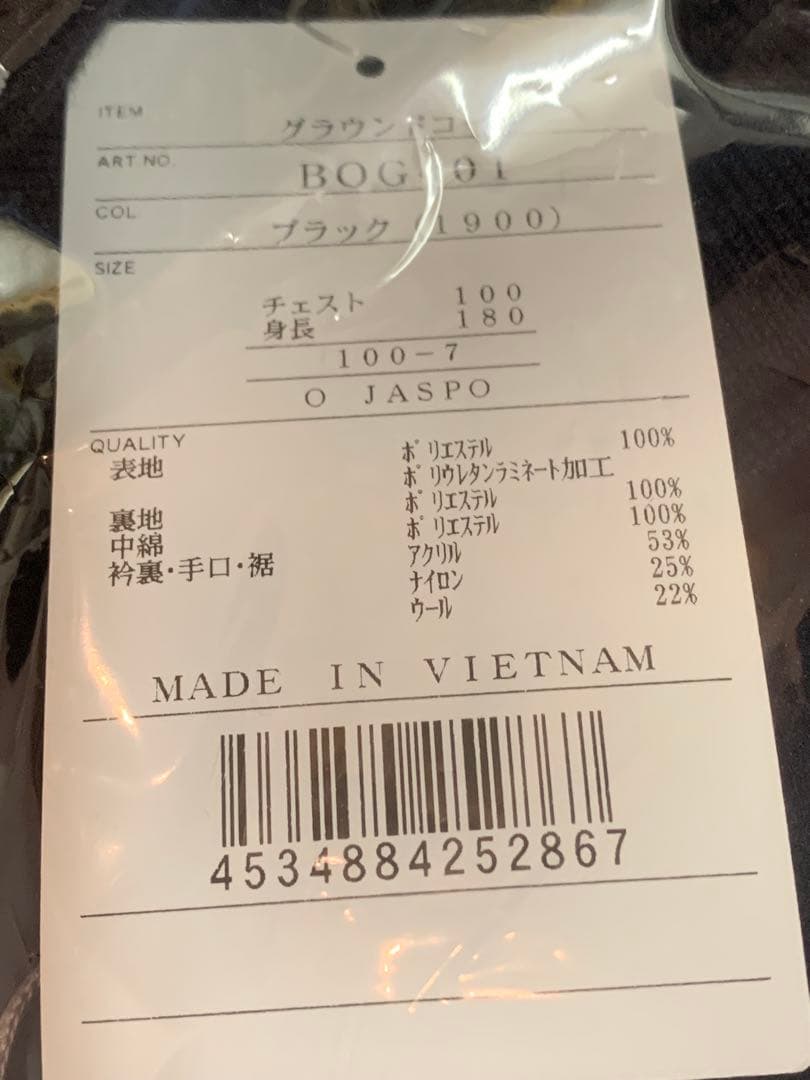 ITEM
グラウンドコ
ART NO.
BOG 01
COL
ブラック (1900)
SIZE
チェスト 100
身長 180
100-7
O JASPO
QUALITY
表地 ポリエステル 100%
ポリウレタンラミネート加工
裏地 ポリエステル 100%
中綿 ポリエステル 100%
衿裏・手口・裾 アクリル 53%
ナイロン 25%
ウール 22%
MADE IN VIETNAM
4534884252867